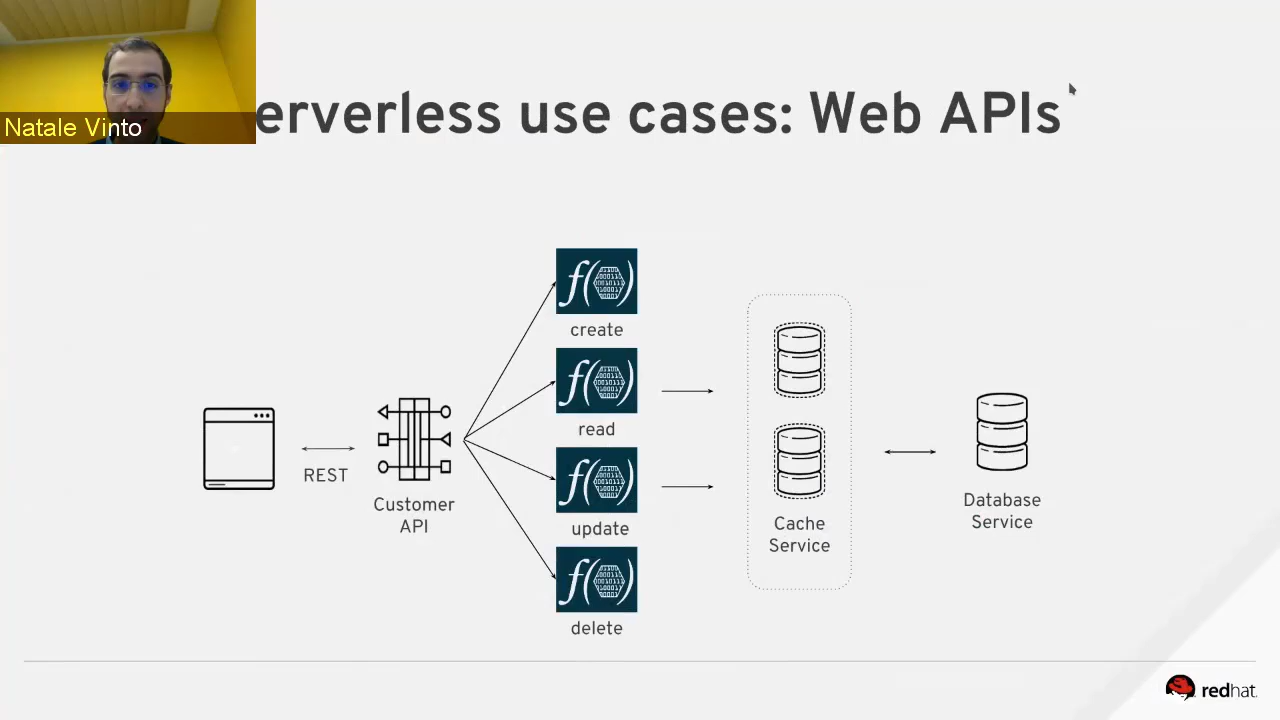 Natale Vinto
erverless use cases: Web APIs
create
read
REST
Customer
API
update
delete
Cache
Service
Database
Service
redhat.